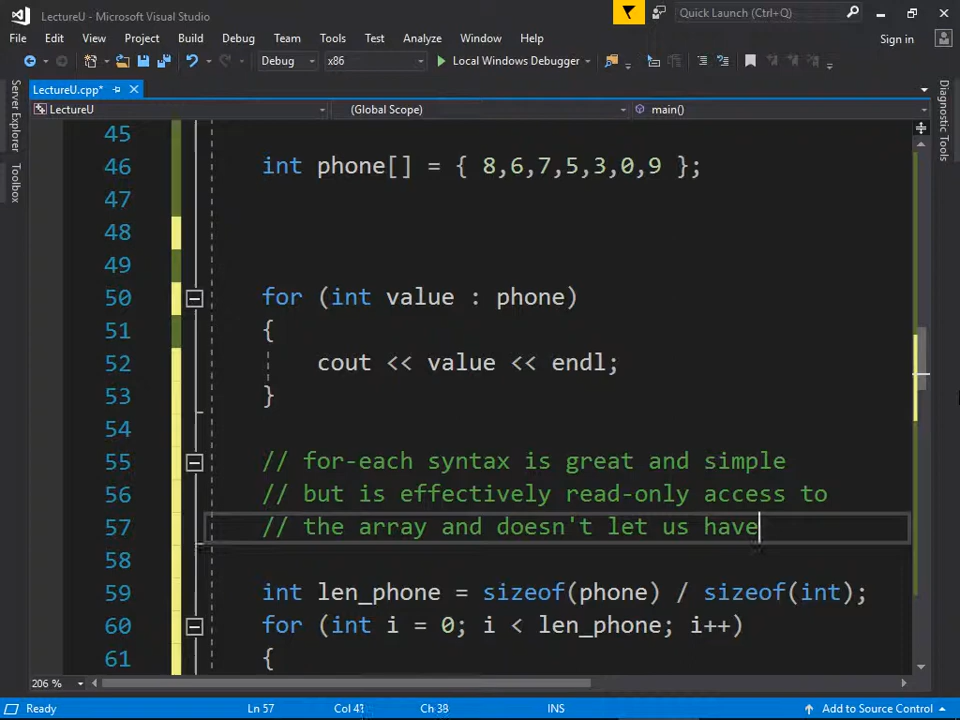 LectureU - Microsoft Visual Studio
Quick Launch (Ctrl+Q)
File Edit View Project Build Debug Team Tools Test Analyze Window Help
Sign in
Debug x86 Local Windows Debugger
LectureU.cpp*
LectureU (Global Scope) main()
Server Explorer
Toolbox
Diagnostic Tools
45
46 int phone[] = { 8,6,7,5,3,0,9 };
47
48
49
50 for (int value : phone)
51 {
52 cout << value << endl;
53 }
54
55 // for-each syntax is great and simple
56 // but is effectively read-only access to
57 // the array and doesn't let us have
58
59 int len_phone = sizeof(phone) / sizeof(int);
60 for (int i = 0; i < len_phone; i++)
61 {
206 %
Ready Ln 57 Col 41 Ch 38 INS Add to Source Control